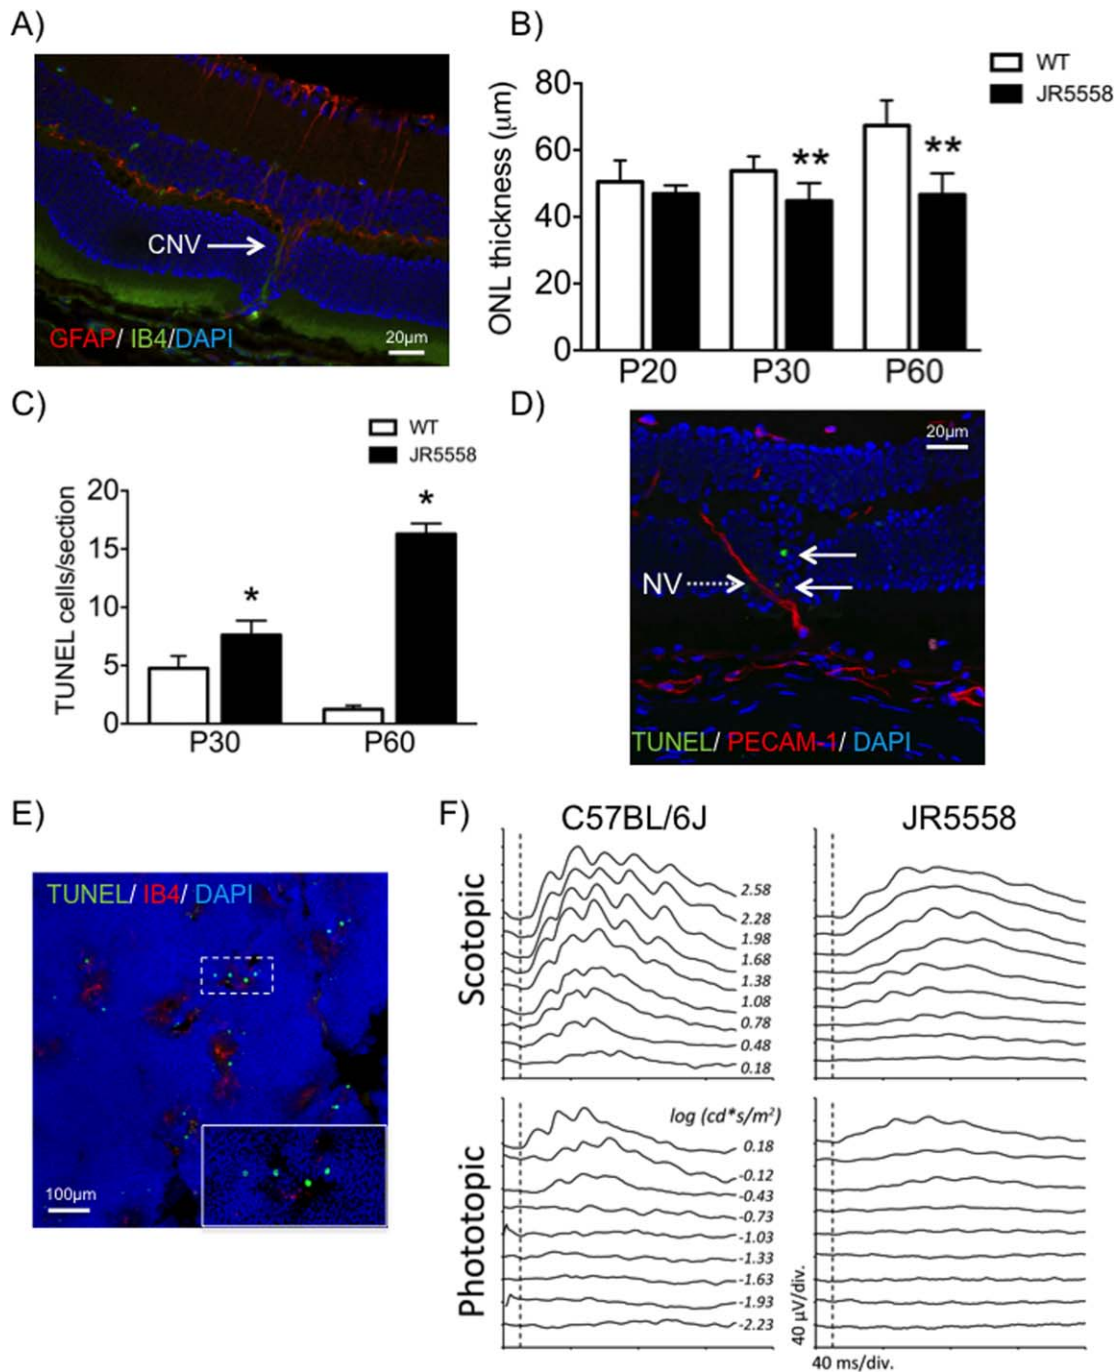 A)
CNV
GFAP/ IB4/DAPI
20µm
B)
WT
JR5558
ONL thickness (µm)
80
60
40
20
0
**
**
P20
P30
P60
C)
WT
JR5558
TUNEL cells/section
20
15
10
5
0
*
*
P30
P60
D)
20µm
NV
TUNEL/ PECAM-1/ DAPI
E)
TUNEL/ IB4/ DAPI
100µm
F)
C57BL/6J
JR5558
Scotopic
2.58
2.28
1.98
1.68
1.38
1.08
0.78
0.48
0.18
Phototopic
log (cd*s/m²)
0.18
-0.12
-0.43
-0.73
-1.03
-1.33
-1.63
-1.93
-2.23
40 µV/div.
40 ms/div.